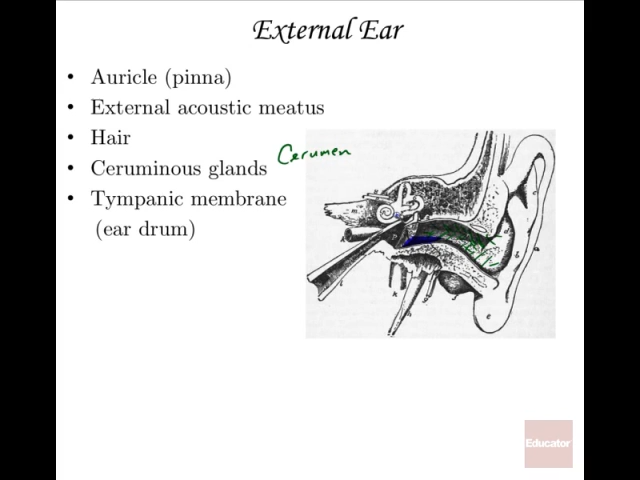 External Ear
• Auricle (pinna)
• External acoustic meatus
• Hair
• Ceruminous glands
Cerumen
• Tympanic membrane
(ear drum)
Educator